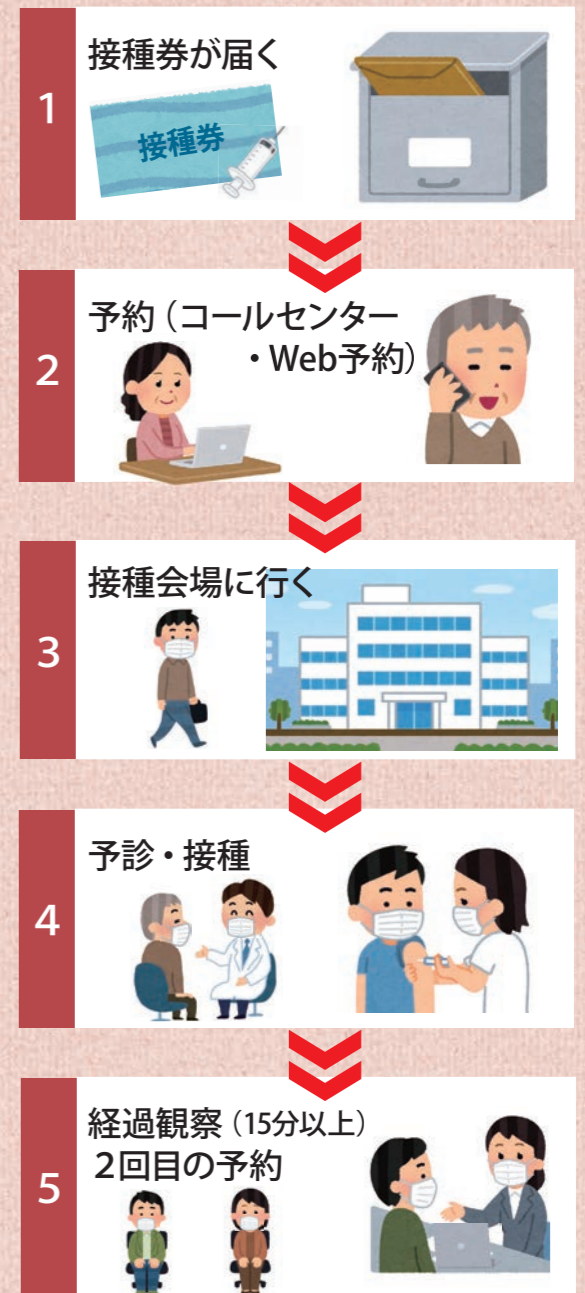 1
接種券が届く
接種券
2
予約（コールセンター
・Web予約）
3
接種会場に行く
4
予診・接種
5
経過観察（15分以上）
２回目の予約